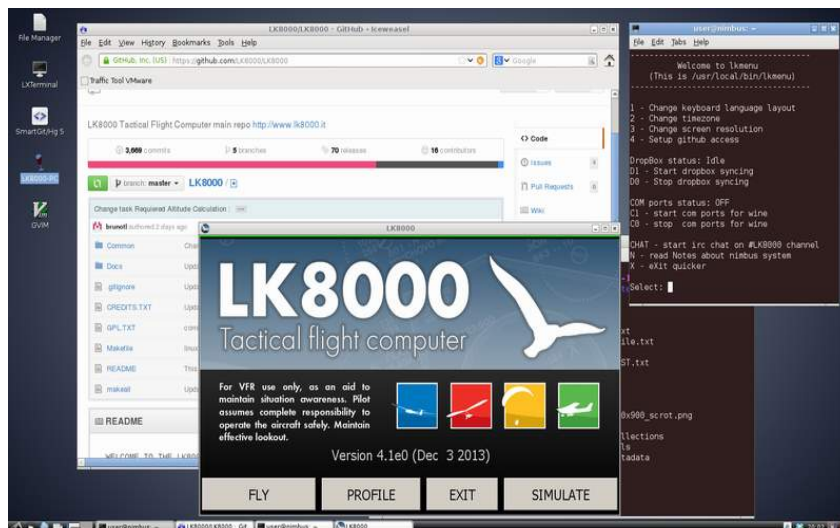 File Manager
LXTerminal
SmartGit/Hg 5
LK8000-PC
GVIM
LK8000/LK8000 - GitHub - Iceweasel
File Edit View History Bookmarks Tools Help
GitHub, Inc. (US) https://github.com/LK8000/LK8000
Google
Traffic Tool VMware
LK8000 Tactical Flight Computer main repo http://www.lk8000.it
3,669 commits
5 branches
70 releases
16 contributors
branch: master
LK8000 /
Change task Requiered Altitude Calculation
brunotl authored 2 days ago
Common
Docs
.gitignore
CREDITS.TXT
GPL.TXT
Makefile
README
makeall
README
WELCOME TO THE LK800
<> Code
Issues
Pull Requests
Wiki
LK8000
LK8000
Tactical flight computer
For VFR use only, as an aid to
maintain situation awareness. Pilot
assumes complete responsibility to
operate the aircraft safely. Maintain
effective lookout.
Version 4.1e0 (Dec 3 2013)
FLY
PROFILE
EXIT
SIMULATE
user@nimbus: ~
File Edit Tabs Help
Welcome to lkmenu
(This is /usr/local/bin/lkmenu)
1 - Change keyboard language layout
2 - Change timezone
3 - Change screen resolution
4 - Setup github access
DropBox status: Idle
D1 - Start dropbox syncing
D0 - Stop dropbox syncing
COM ports status: OFF
C1 - start com ports for wine
C0 - stop com ports for wine
CHAT - start irc chat on #LK8000 channel
N - read Notes about nimbus system
X - eXit quicker
Select:
xt
ile.txt
ST.txt
0x900_scrot.png
llections
ls
tadata
user@nimbus: ~
LK8000/LK8000 · Git
user@nimbus: ~
LK8000